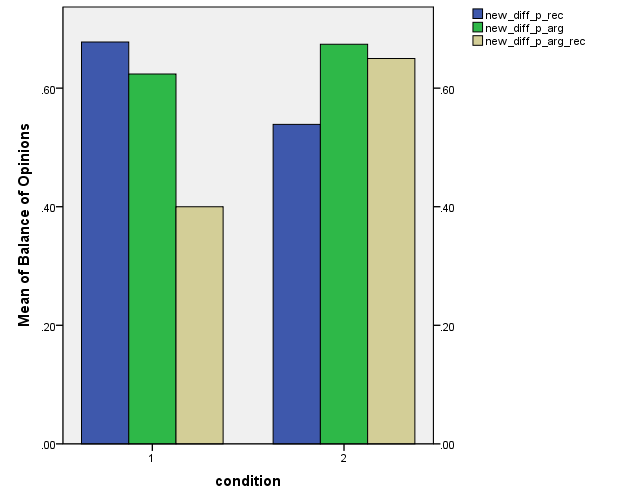 new_diff_p_rec
new_diff_p_arg
new_diff_p_arg_rec
.60
.60
.40
.40
.20
.20
.00
.00
Mean of Balance of Opinions
1
2
condition